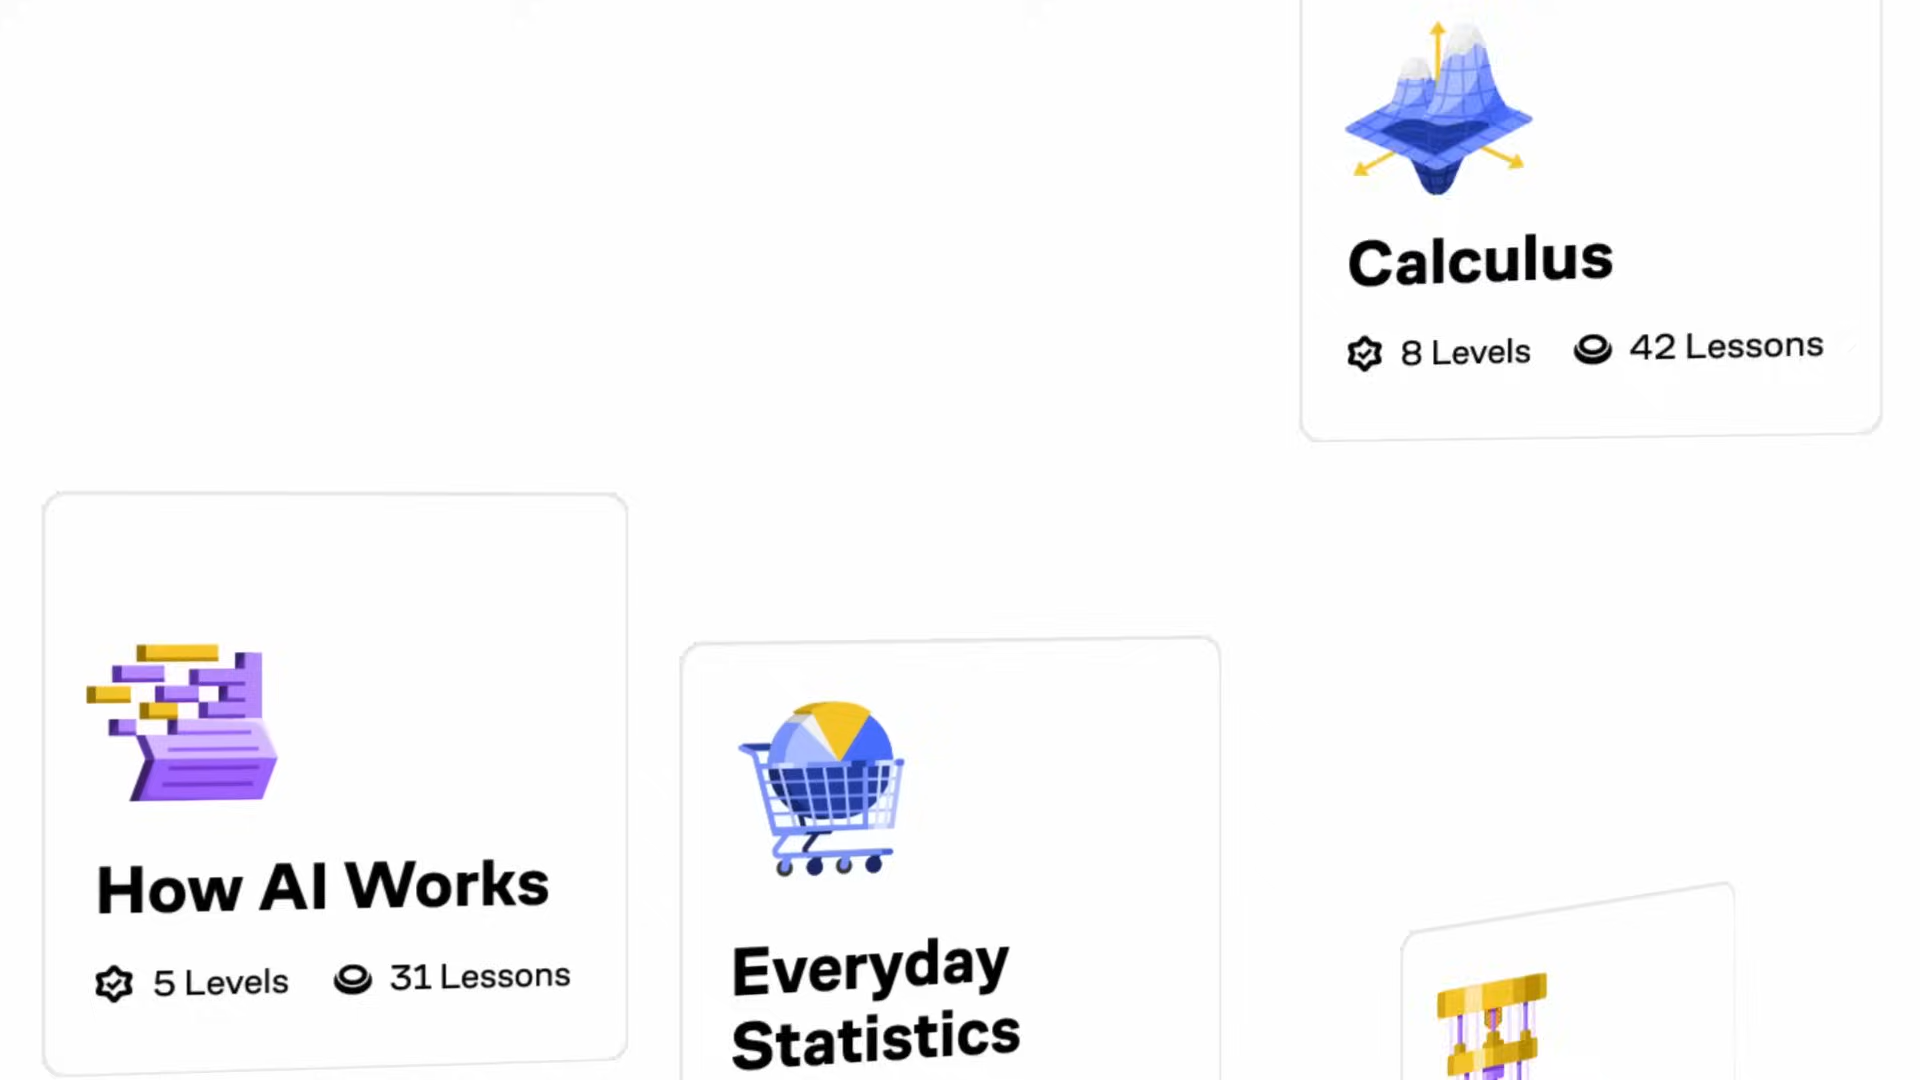 Calculus
8 Levels 42 Lessons
How AI Works
5 Levels 31 Lessons
Everyday
Statistics